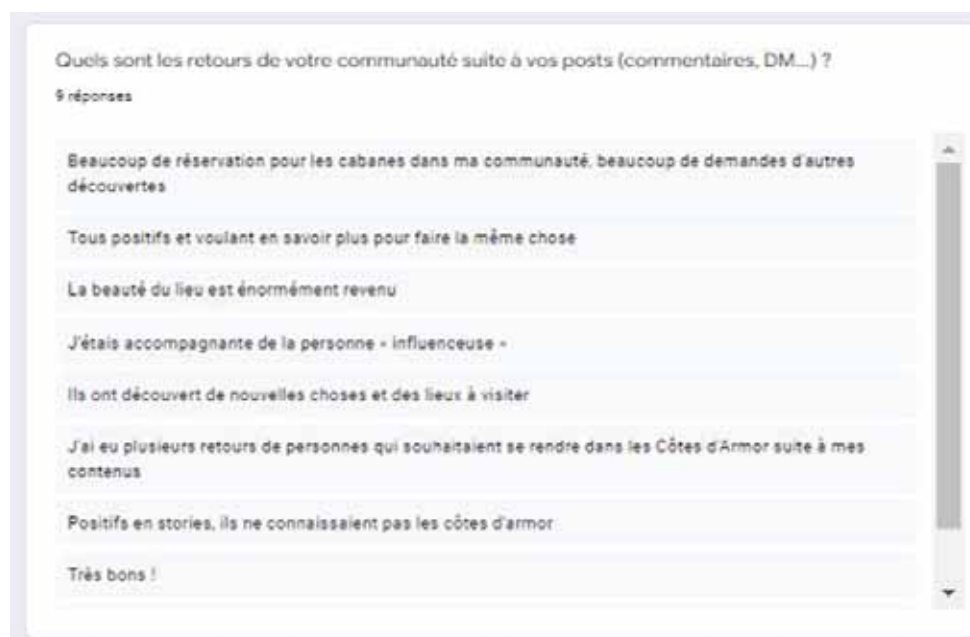 Quels sont les retours de votre communauté suite à vos posts (commentaires, DM...) ?
9 réponses
Beaucoup de réservation pour les cabanes dans ma communauté, beaucoup de demandes d'autres
découvertes
Tous positifs et voulant en savoir plus pour faire la même chose
La beauté du lieu est énormément revenu
J'étais accompagnante de la personne « influenceuse »
Ils ont découvert de nouvelles choses et des lieux à visiter
J'ai eu plusieurs retours de personnes qui souhaitaient se rendre dans les Côtes d'Armor suite à mes
contenus
Positifs en stories, ils ne connaissaient pas les côtes d'armor
Très bons !